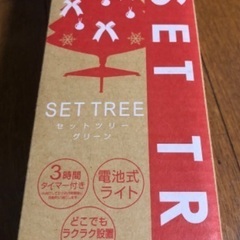 SET TREE
セットツリー
グリーン
3時間
タイマー付き
電池式
ライト
どこでも
ラクラク設置
SET TR